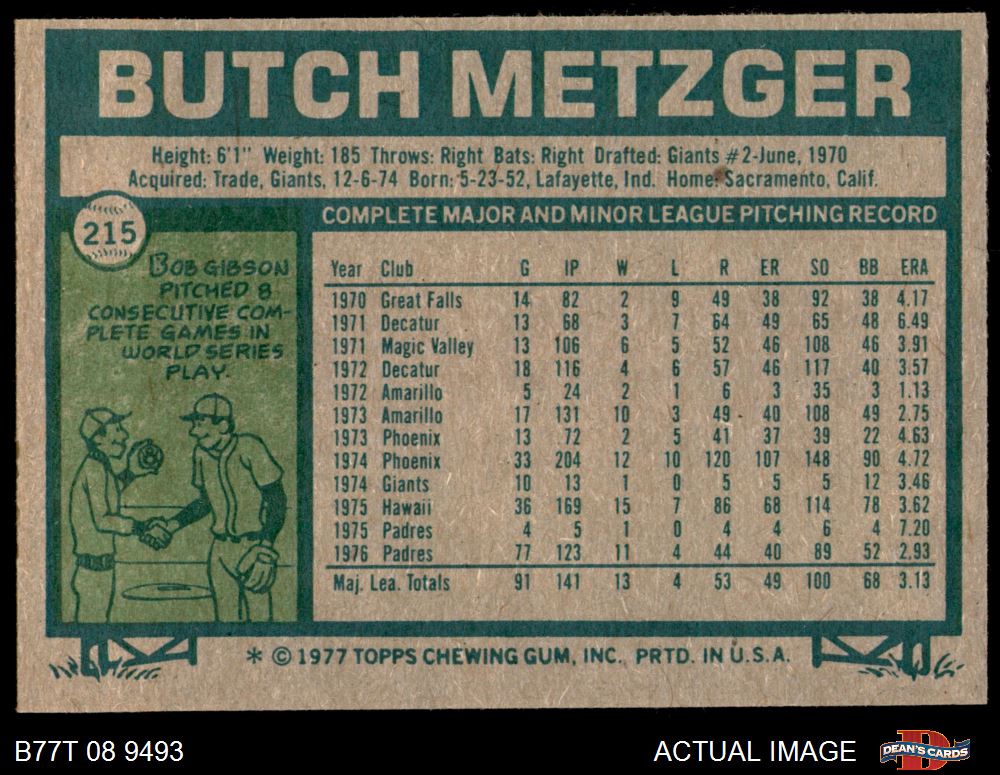 BUTCH METZGER
Height: 6'1" Weight: 185 Throws: Right Bats: Right Drafted: Giants #2-June, 1970
Acquired: Trade, Giants, 12-6-74 Born: 5-23-52, Lafayette, Ind. Home: Sacramento, Calif.
215
BOB GIBSON
PITCHED 8
CONSECUTIVE COM-
PLETE GAMES IN
WORLD SERIES
PLAY.
COMPLETE MAJOR AND MINOR LEAGUE PITCHING RECORD
Year Club G IP W L R ER SO BB ERA
1970 Great Falls 14 82 2 9 49 38 92 38 4.17
1971 Decatur 13 68 3 7 64 49 65 48 6.49
1971 Magic Valley 13 106 6 5 52 46 108 46 3.91
1972 Decatur 18 116 4 6 57 46 117 40 3.57
1972 Amarillo 5 24 2 1 6 3 35 3 1.13
1973 Amarillo 17 131 10 3 49 40 108 49 2.75
1973 Phoenix 13 72 2 5 41 37 39 22 4.63
1974 Phoenix 33 204 12 10 120 107 148 90 4.72
1974 Giants 10 13 1 0 5 5 5 12 3.46
1975 Hawaii 36 169 15 7 86 68 114 78 3.62
1975 Padres 4 5 1 0 4 4 6 4 7.20
1976 Padres 77 123 11 4 44 40 89 52 2.93
Maj. Lea. Totals 91 141 13 4 53 49 100 68 3.13
* © 1977 TOPPS CHEWING GUM, INC. PRTD. IN U.S.A.
B77T 08 9493
ACTUAL IMAGE
DEAN'S CARDS